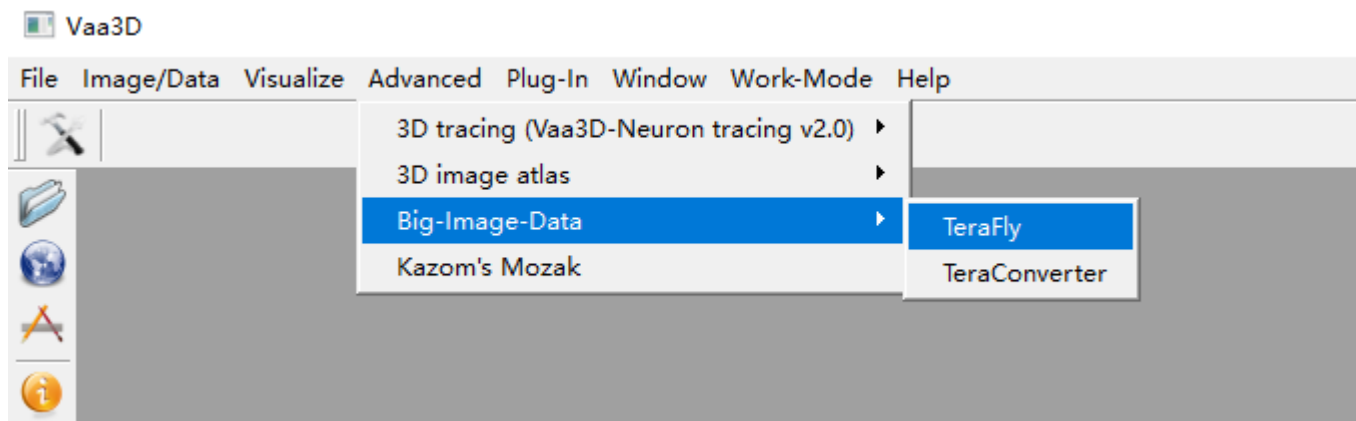 Vaa3D
File Image/Data Visualize Advanced Plug-In Window Work-Mode Help
3D tracing (Vaa3D-Neuron tracing v2.0)
3D image atlas
Big-Image-Data
TeraFly
Kazom's Mozak
TeraConverter